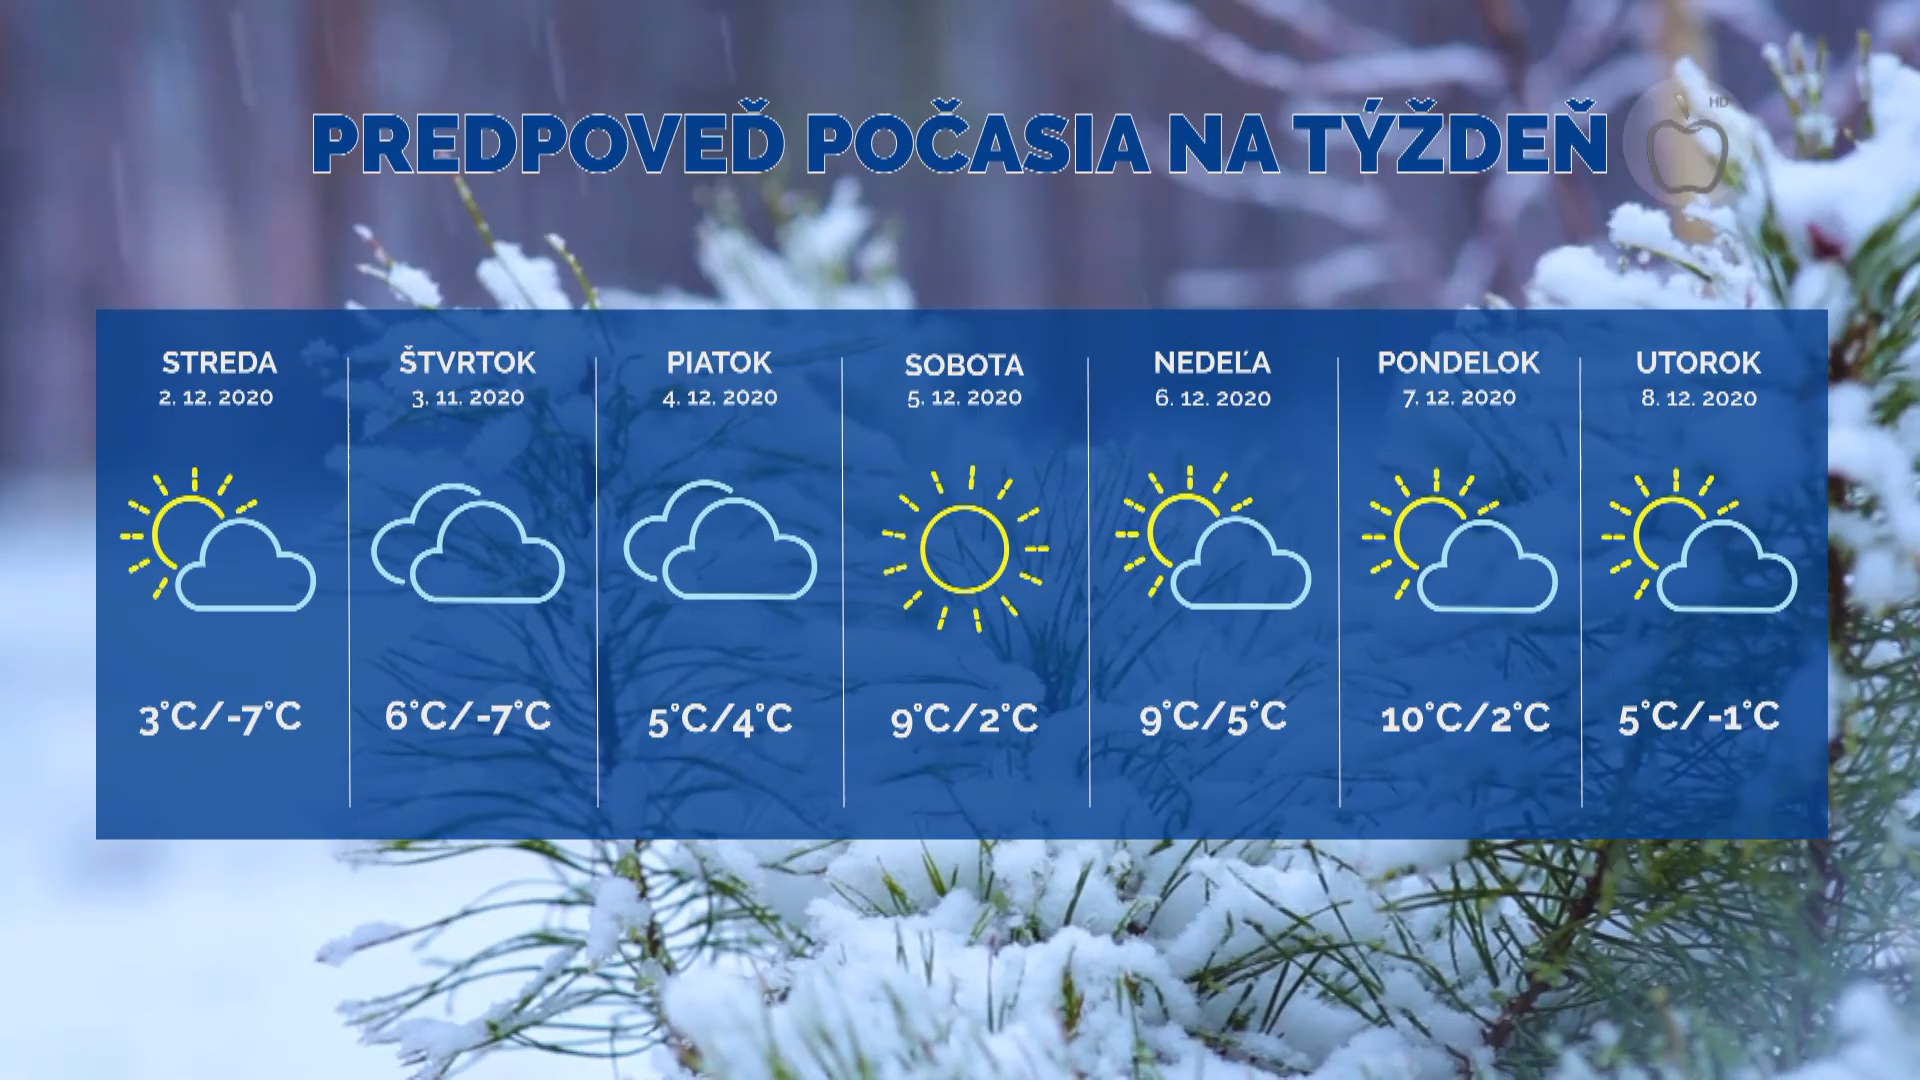 PREDPOVEĎ POČASIA NA TÝŽDEŇ
HD
STREDA
2. 12. 2020
3°C/-7°C
ŠTVRTOK
3. 11. 2020
6°C/-7°C
PIATOK
4. 12. 2020
5°C/4°C
SOBOTA
5. 12. 2020
9°C/2°C
NEDEĽA
6. 12. 2020
9°C/5°C
PONDELOK
7. 12. 2020
10°C/2°C
UTOROK
8. 12. 2020
5°C/-1°C